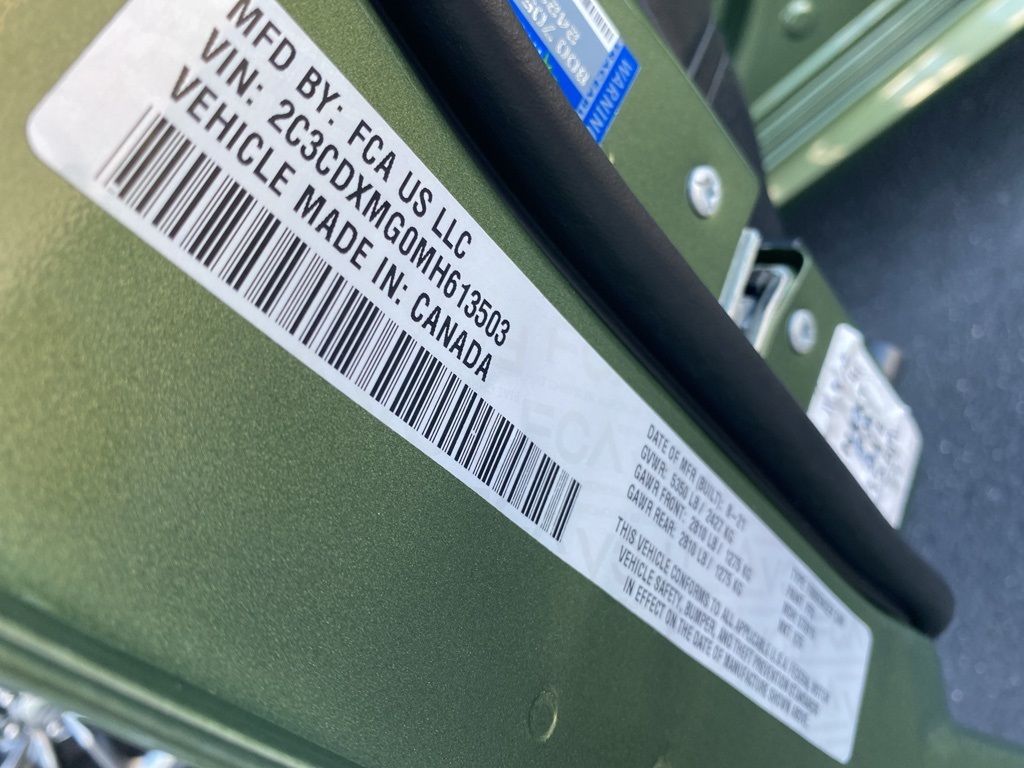 MFD BY: FCA US LLC
VIN: 2C3CDXMG0MH613503
VEHICLE MADE IN: CANADA
DATE OF MFR (BUILT): 8-21
GVWR: 5350 LB / 2427 KG
GAWR FRONT: 2810 LB / 1275 KG
GAWR REAR: 2810 LB / 1275 KG
THIS VEHICLE CONFORMS TO ALL APPLICABLE U.S.A. FEDERAL MOTOR
VEHICLE SAFETY, BUMPER, AND THEFT PREVENTION STANDARDS
IN EFFECT ON THE DATE OF MANUFACTURE SHOWN ABOVE.